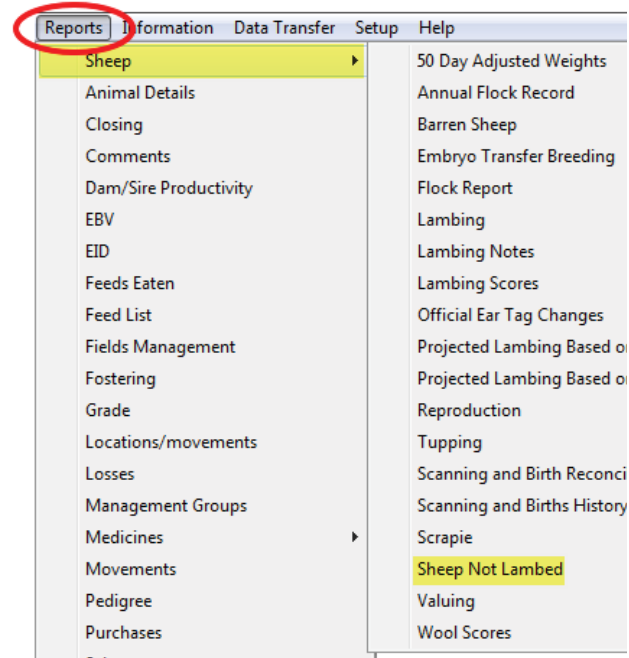 Reports Information Data Transfer Setup Help
Sheep
Animal Details
Closing
Comments
Dam/Sire Productivity
EBV
EID
Feeds Eaten
Feed List
Fields Management
Fostering
Grade
Locations/movements
Losses
Management Groups
Medicines
Movements
Pedigree
Purchases
50 Day Adjusted Weights
Annual Flock Record
Barren Sheep
Embryo Transfer Breeding
Flock Report
Lambing
Lambing Notes
Lambing Scores
Official Ear Tag Changes
Projected Lambing Based
Projected Lambing Based
Reproduction
Tupping
Scanning and Birth
Scanning and Births History
Scrapie
Sheep Not Lambed
Valuing
Wool Scores